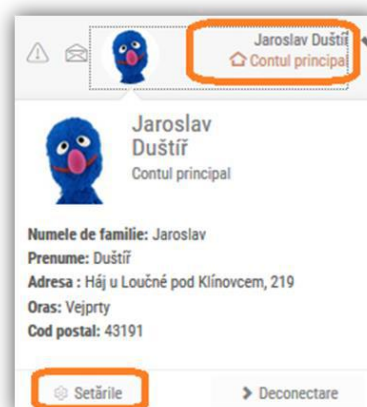 Jaroslav Duštíř
Contul principal
Jaroslav
Duštíř
Contul principal
Numele de familie: Jaroslav
Prenume: Duštíř
Adresa : Háj u Loučné pod Klínovcem, 219
Oras: Vejprty
Cod postal: 43191
Setările
Deconectare